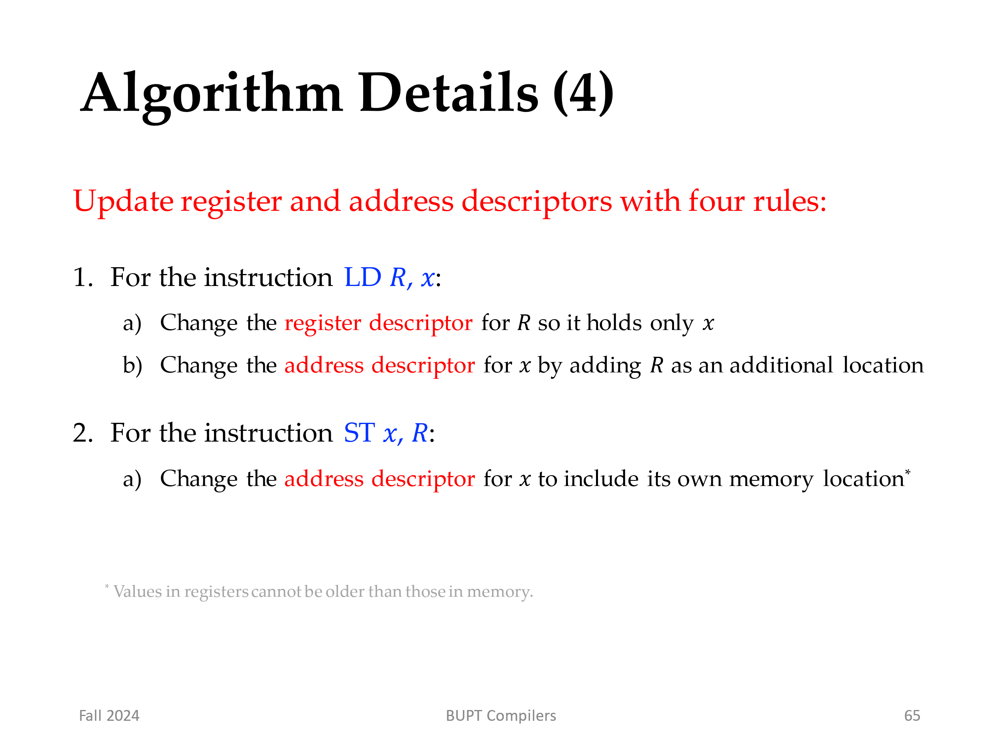 Algorithm Details (4)
Update register and address descriptors with four rules:
1. For the instruction LD R, x:
a) Change the register descriptor for R so it holds only x
b) Change the address descriptor for x by adding R as an additional location
2. For the instruction ST x, R:
a) Change the address descriptor for x to include its own memory location*
* Values in registers cannot be older than those in memory.
Fall 2024 BUPT Compilers 65